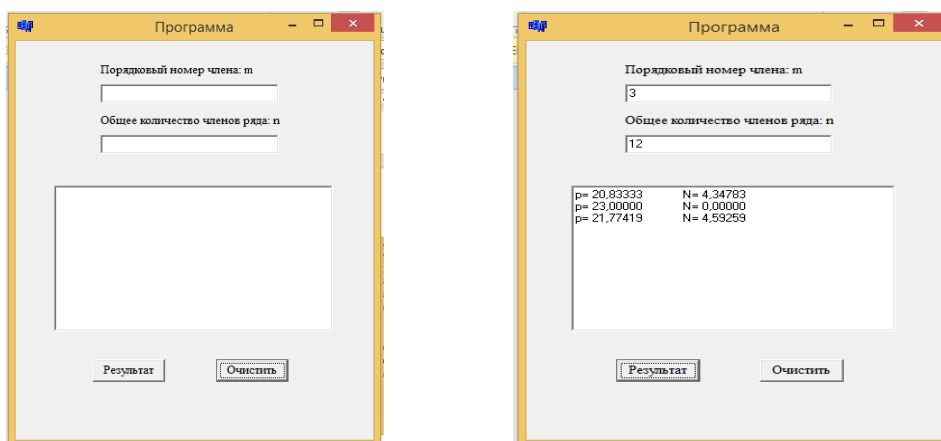 Программа
Порядковый номер члена: m
Общее количество членов ряда: n
Результат
Очистить
Программа
Порядковый номер члена: m
3
Общее количество членов ряда: n
12
p= 20,83333 N= 4,34783
p= 23,00000 N= 0,00000
p= 21,77419 N= 4,59259
Результат
Очистить